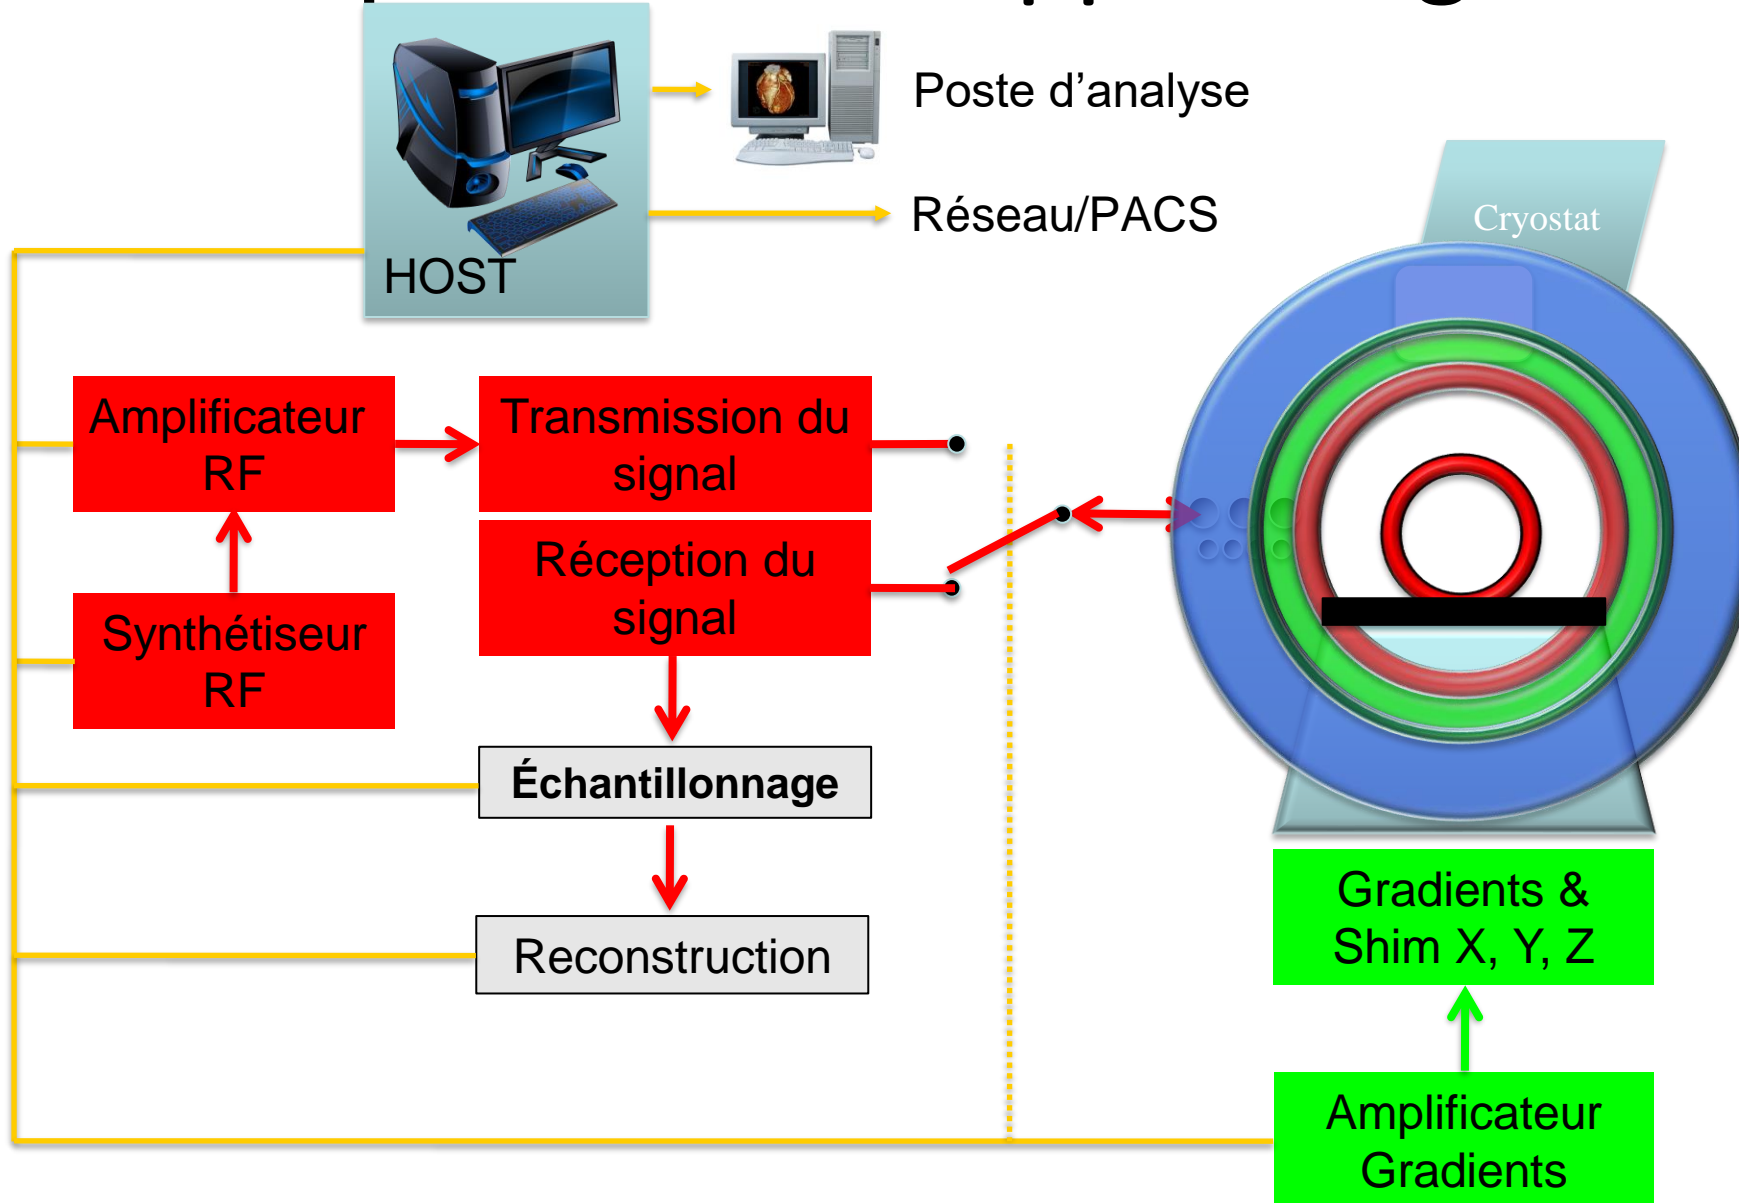 Poste d’analyse
Réseau/PACS
HOST
Cryostat
Amplificateur
RF
Transmission du
signal
Réception du
signal
Synthétiseur
RF
Échantillonnage
Reconstruction
Gradients &
Shim X, Y, Z
Amplificateur
Gradients